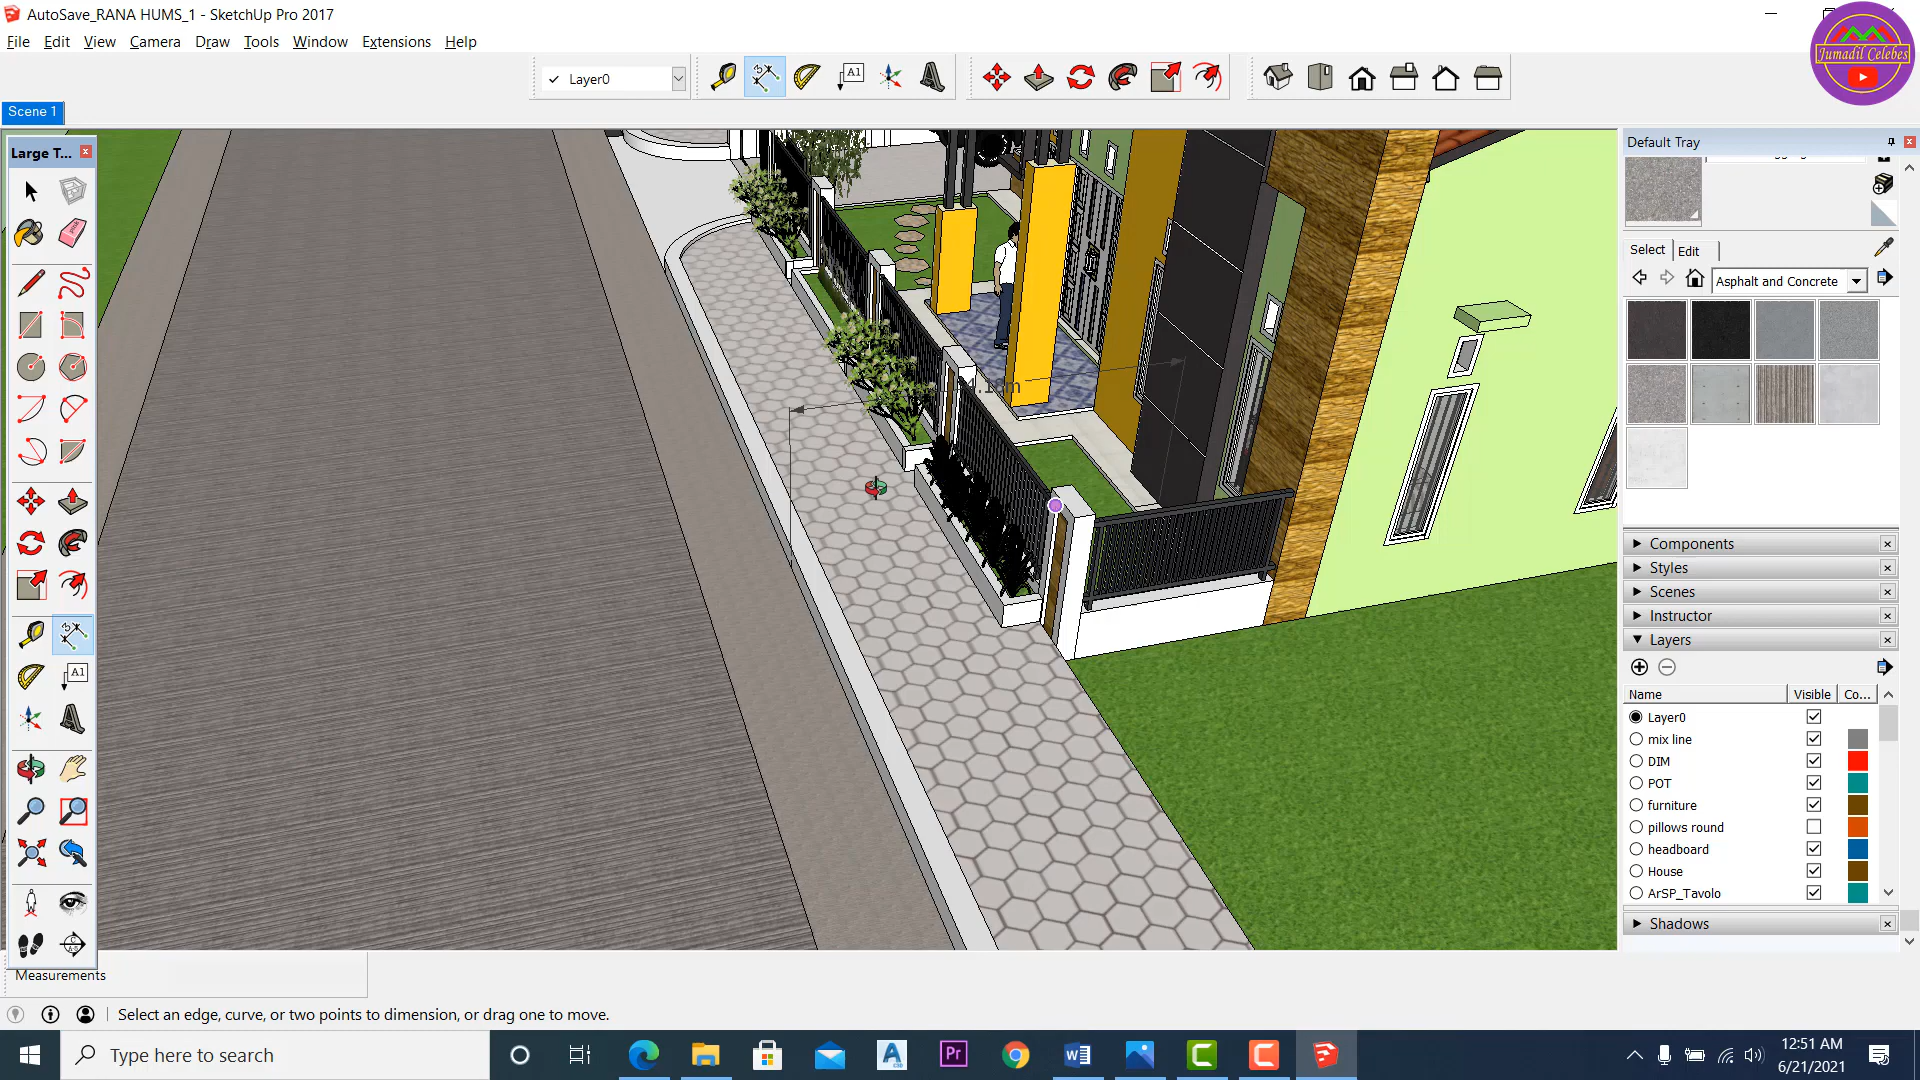 AutoSave_RANA HUMS_1 - SketchUp Pro 2017
File Edit View Camera Draw Tools Window Extensions Help
Jumadil Celebes
Layer0
A1
Scene 1
Large T...
Default Tray
Select Edit
Asphalt and Concrete
A1
Components
Styles
Scenes
Instructor
Layers
Name Visible Co...
Layer0
mix line
DIM
POT
furniture
pillows round
headboard
House
ArSP_Tavolo
Shadows
Measurements
Select an edge, curve, or two points to dimension, or drag one to move.
Type here to search
Pr
12:51 AM
6/21/2021